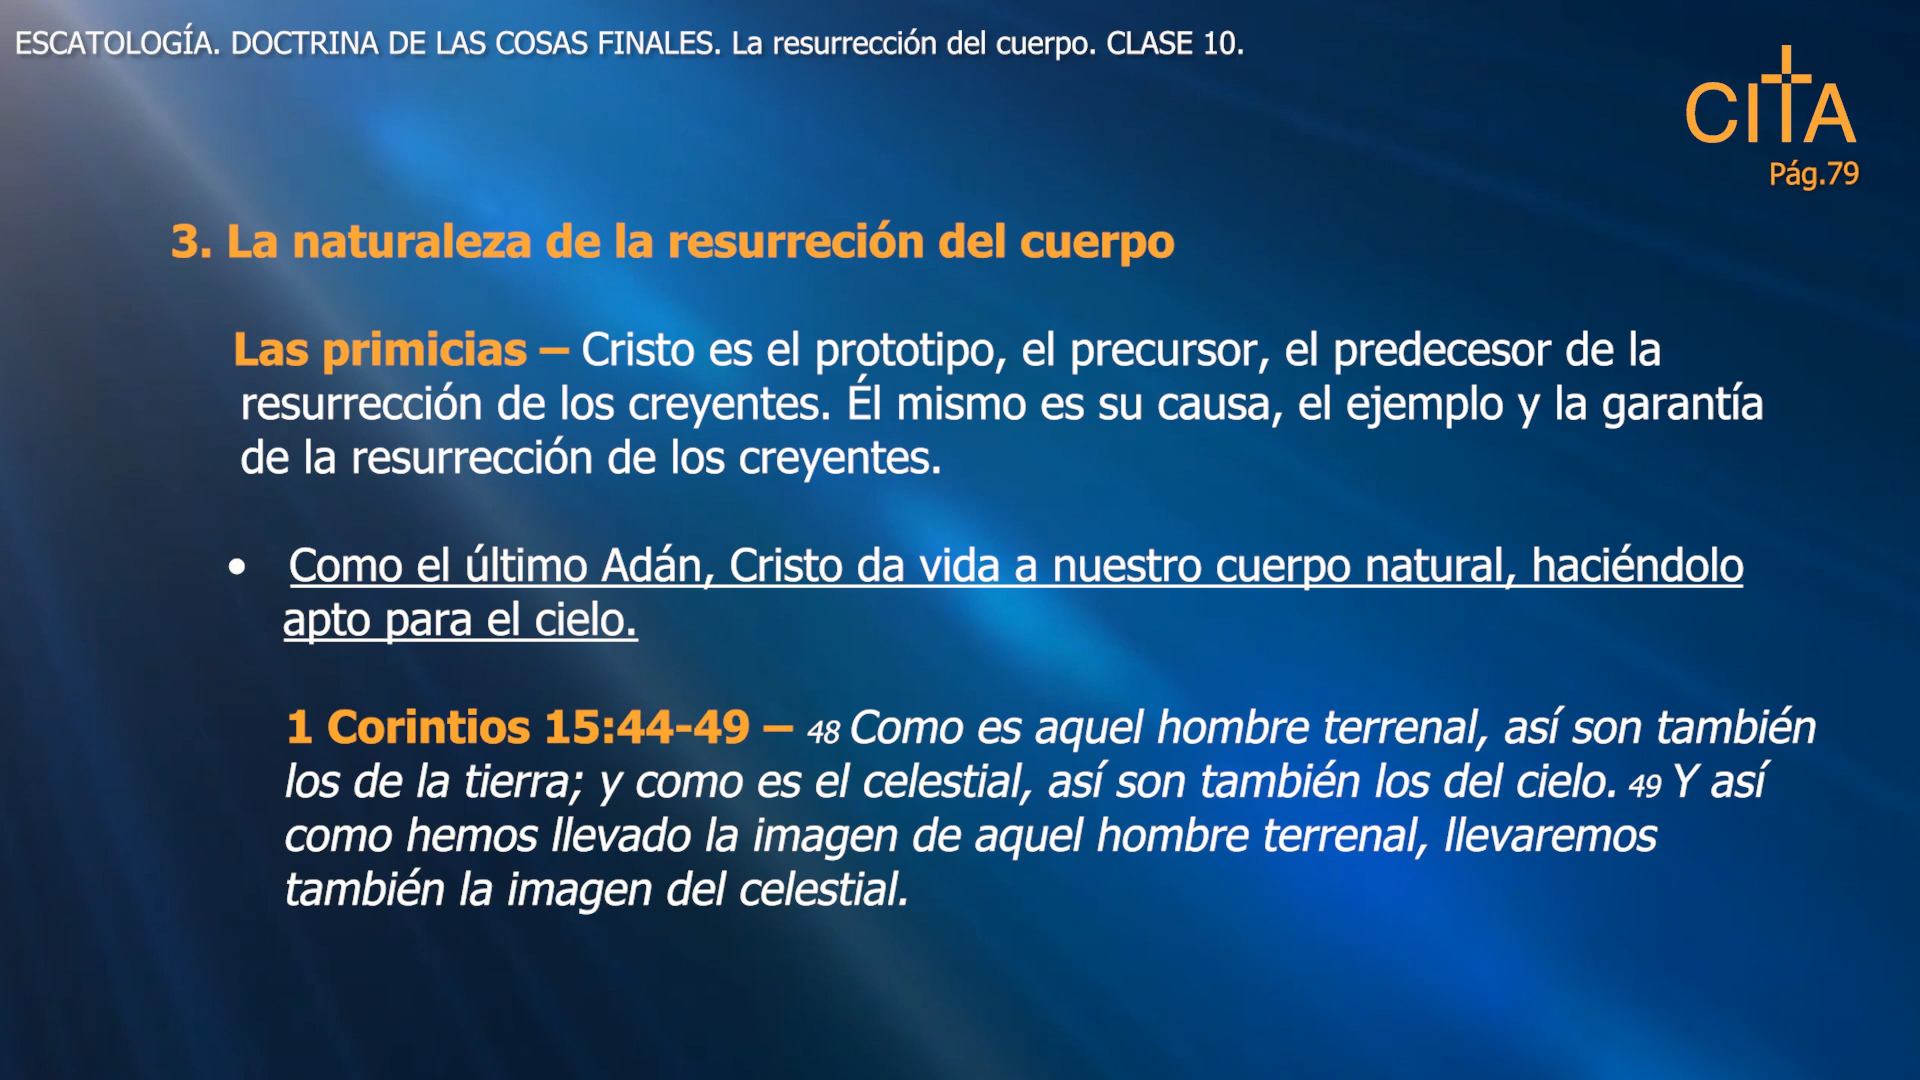 ESCATOLOGÍA. DOCTRINA DE LAS COSAS FINALES. La resurrección del cuerpo. CLASE 10.
CITA
Pág.79
3. La naturaleza de la resurreción del cuerpo
Las primicias – Cristo es el prototipo, el precursor, el predecesor de la
resurrección de los creyentes. Él mismo es su causa, el ejemplo y la garantía
de la resurrección de los creyentes.
• Como el último Adán, Cristo da vida a nuestro cuerpo natural, haciéndolo
apto para el cielo.
1 Corintios 15:44-49 – 48 Como es aquel hombre terrenal, así son también
los de la tierra; y como es el celestial, así son también los del cielo. 49 Y así
como hemos llevado la imagen de aquel hombre terrenal, llevaremos
también la imagen del celestial.